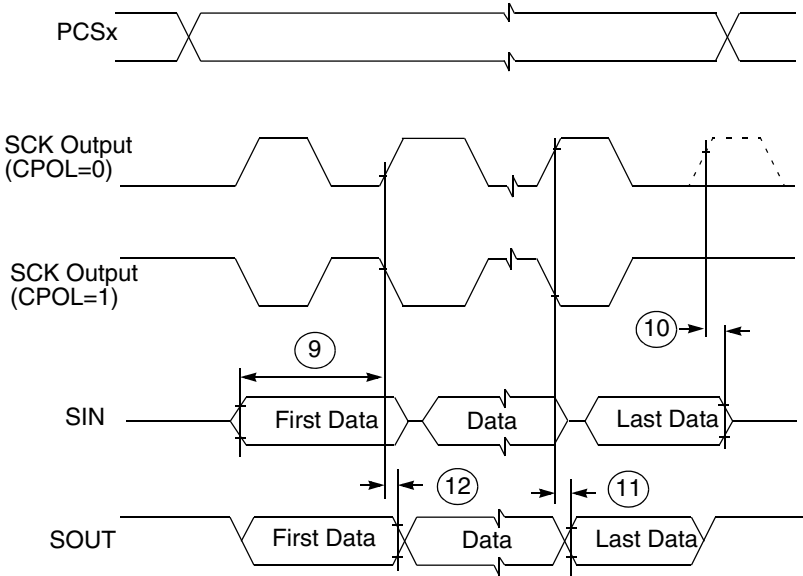 PCSx
SCK Output
(CPOL=0)
SCK Output
(CPOL=1)
10
9
SIN
First Data
Data
Last Data
12
11
SOUT
First Data
Data
Last Data